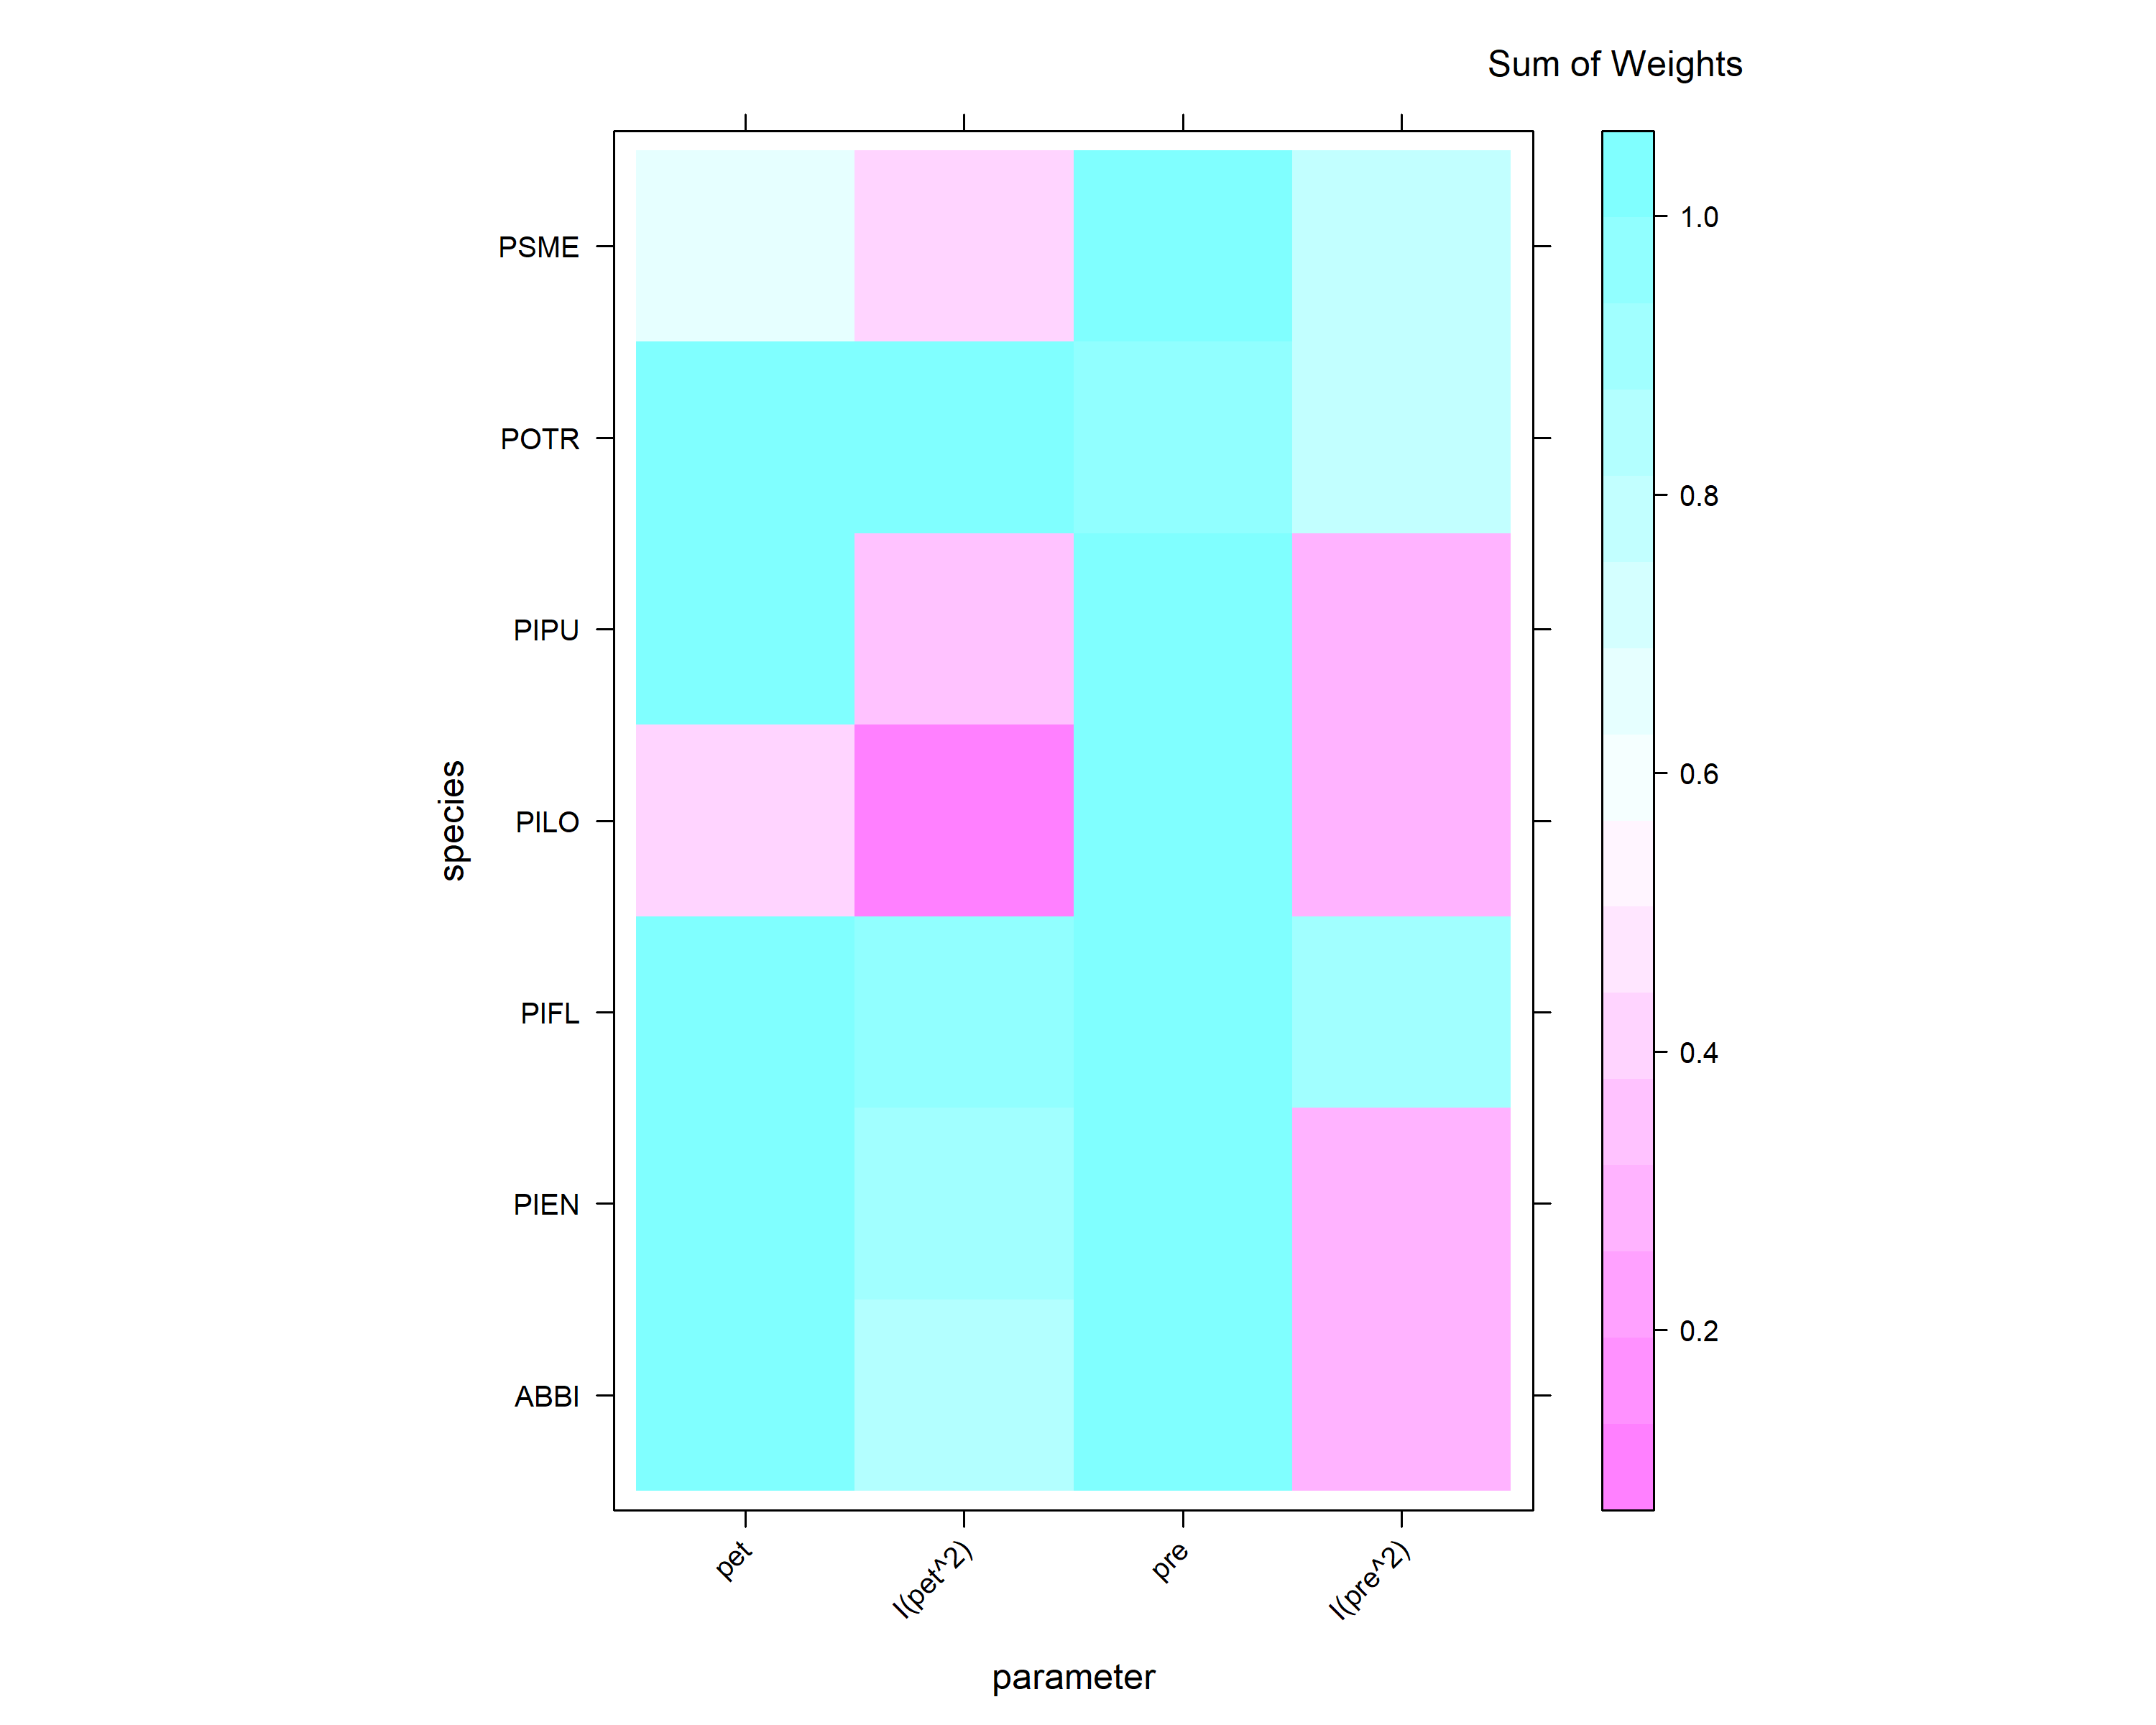 Sum of Weights
PSME
POTR
PIPU
PILO
PIFL
PIEN
ABBI
species
pet
I(pet^2)
pre
I(pre^2)
parameter
1.0
0.8
0.6
0.4
0.2